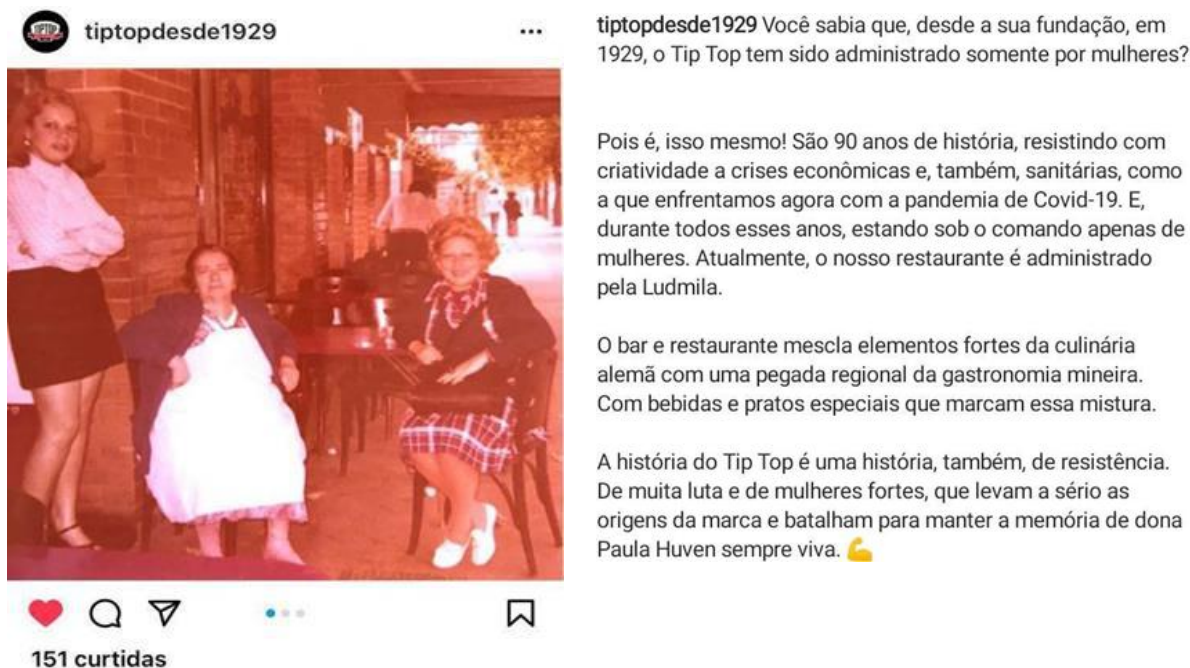 TIPTOP
tiptopdesde1929
151 curtidas
tiptopdesde1929 Você sabia que, desde a sua fundação, em
1929, o Tip Top tem sido administrado somente por mulheres?
Pois é, isso mesmo! São 90 anos de história, resistindo com
criatividade a crises econômicas e, também, sanitárias, como
a que enfrentamos agora com a pandemia de Covid-19. E,
durante todos esses anos, estando sob o comando apenas de
mulheres. Atualmente, o nosso restaurante é administrado
pela Ludmila.
O bar e restaurante mescla elementos fortes da culinária
alemã com uma pegada regional da gastronomia mineira.
Com bebidas e pratos especiais que marcam essa mistura.
A história do Tip Top é uma história, também, de resistência.
De muita luta e de mulheres fortes, que levam a sério as
origens da marca e batalham para manter a memória de dona
Paula Huven sempre viva. 💪